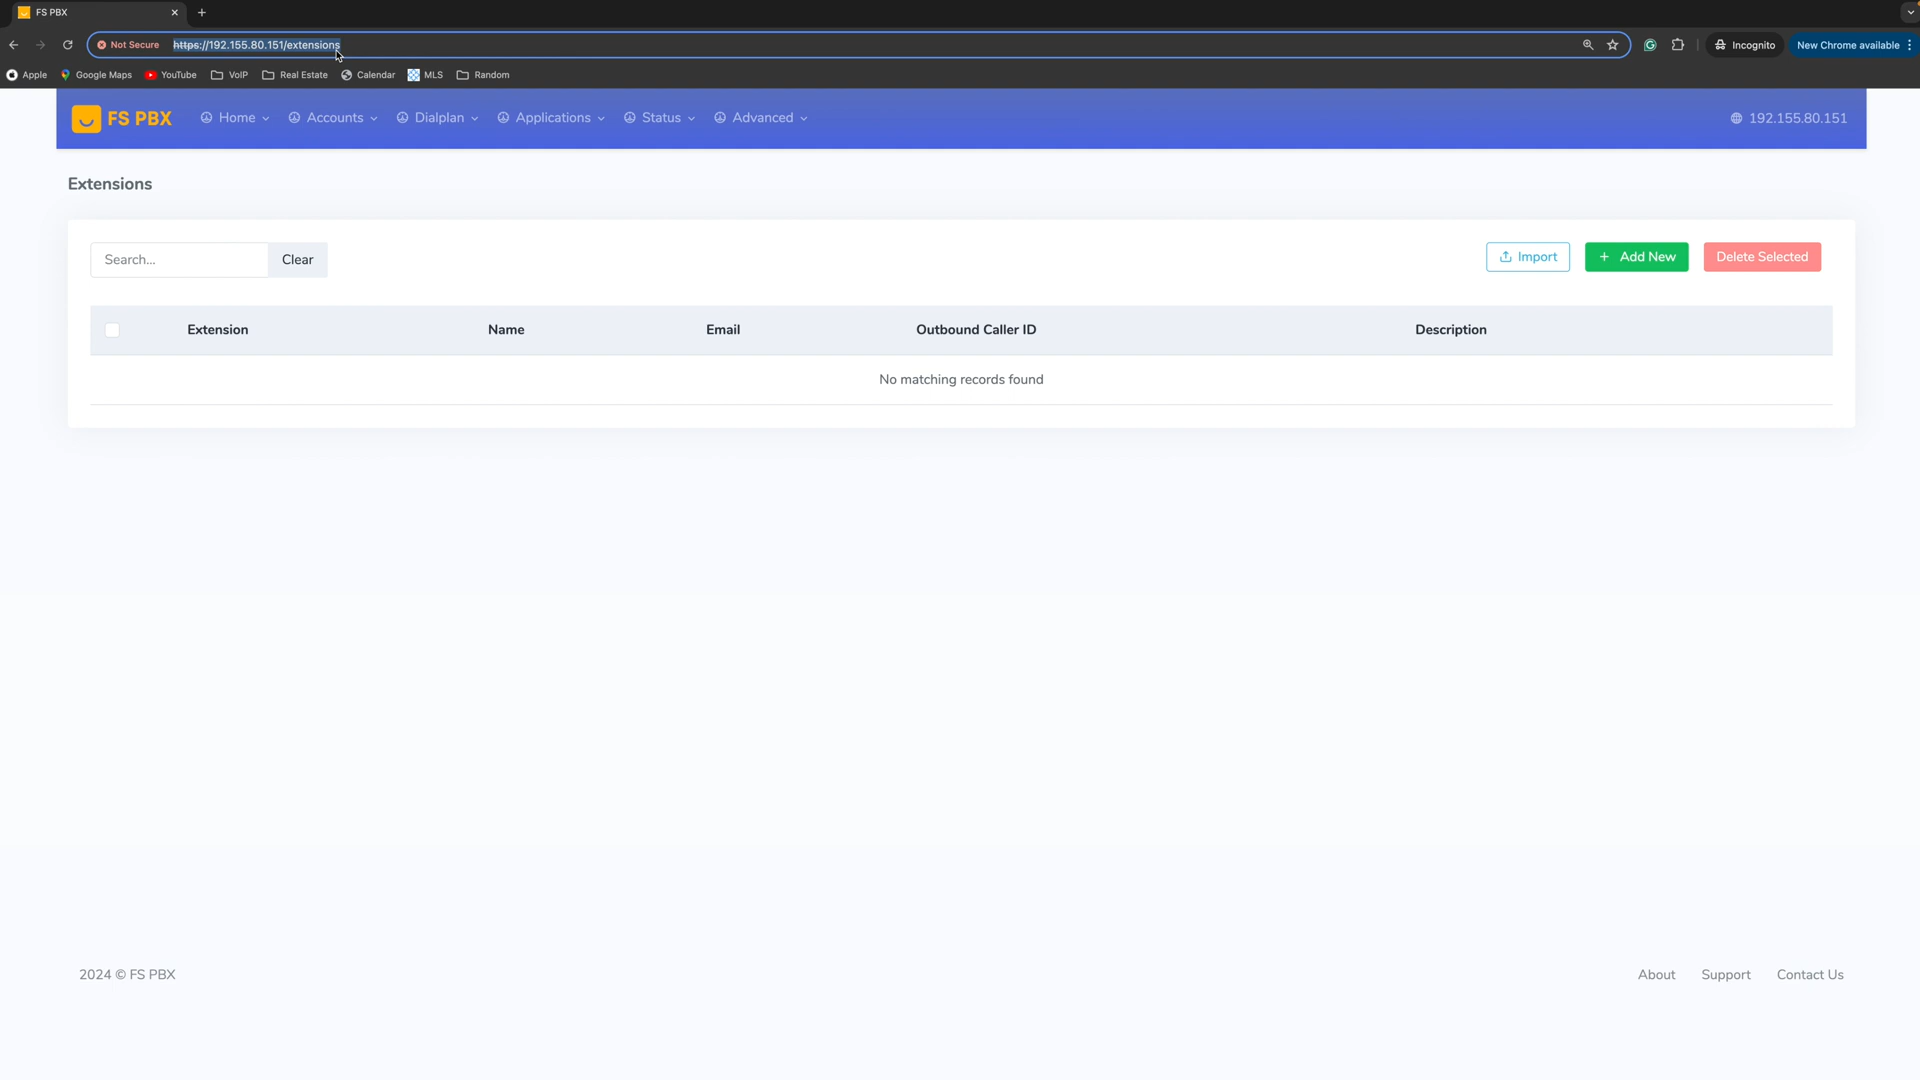 FS PBX
Not Secure https://192.155.80.151/extensions Incognito New Chrome available
Apple Google Maps YouTube VoIP Real Estate Calendar MLS Random
FS PBX Home Accounts Dialplan Applications Status Advanced 192.155.80.151
Extensions
Search... Clear Import + Add New Delete Selected
Extension Name Email Outbound Caller ID Description
No matching records found
2024 © FS PBX About Support Contact Us